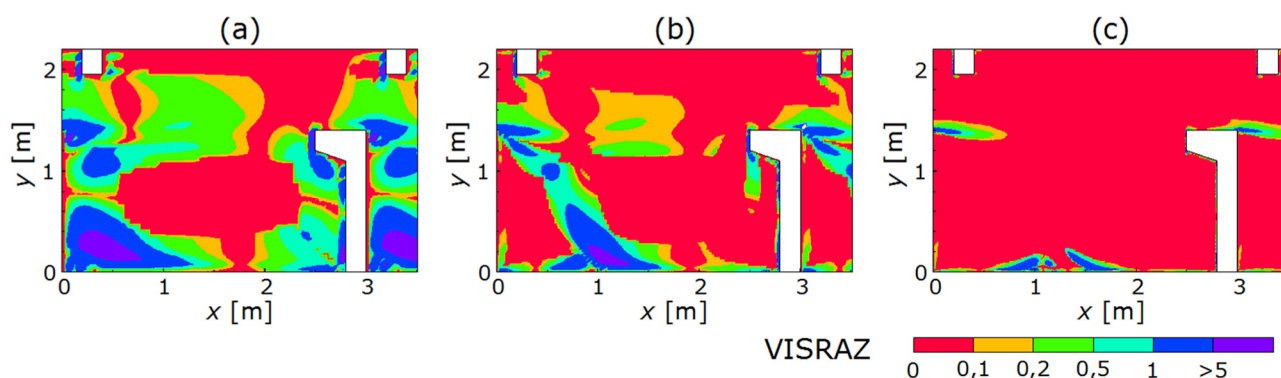 (a) (b) (c)
2 2 2
y [m] y [m] y [m]
1 1 1
0 0 0
0 1 2 3 0 1 2 3 0 1 2 3
x [m] x [m] x [m]
VISRAZ
0 0,1 0,2 0,5 1 >5